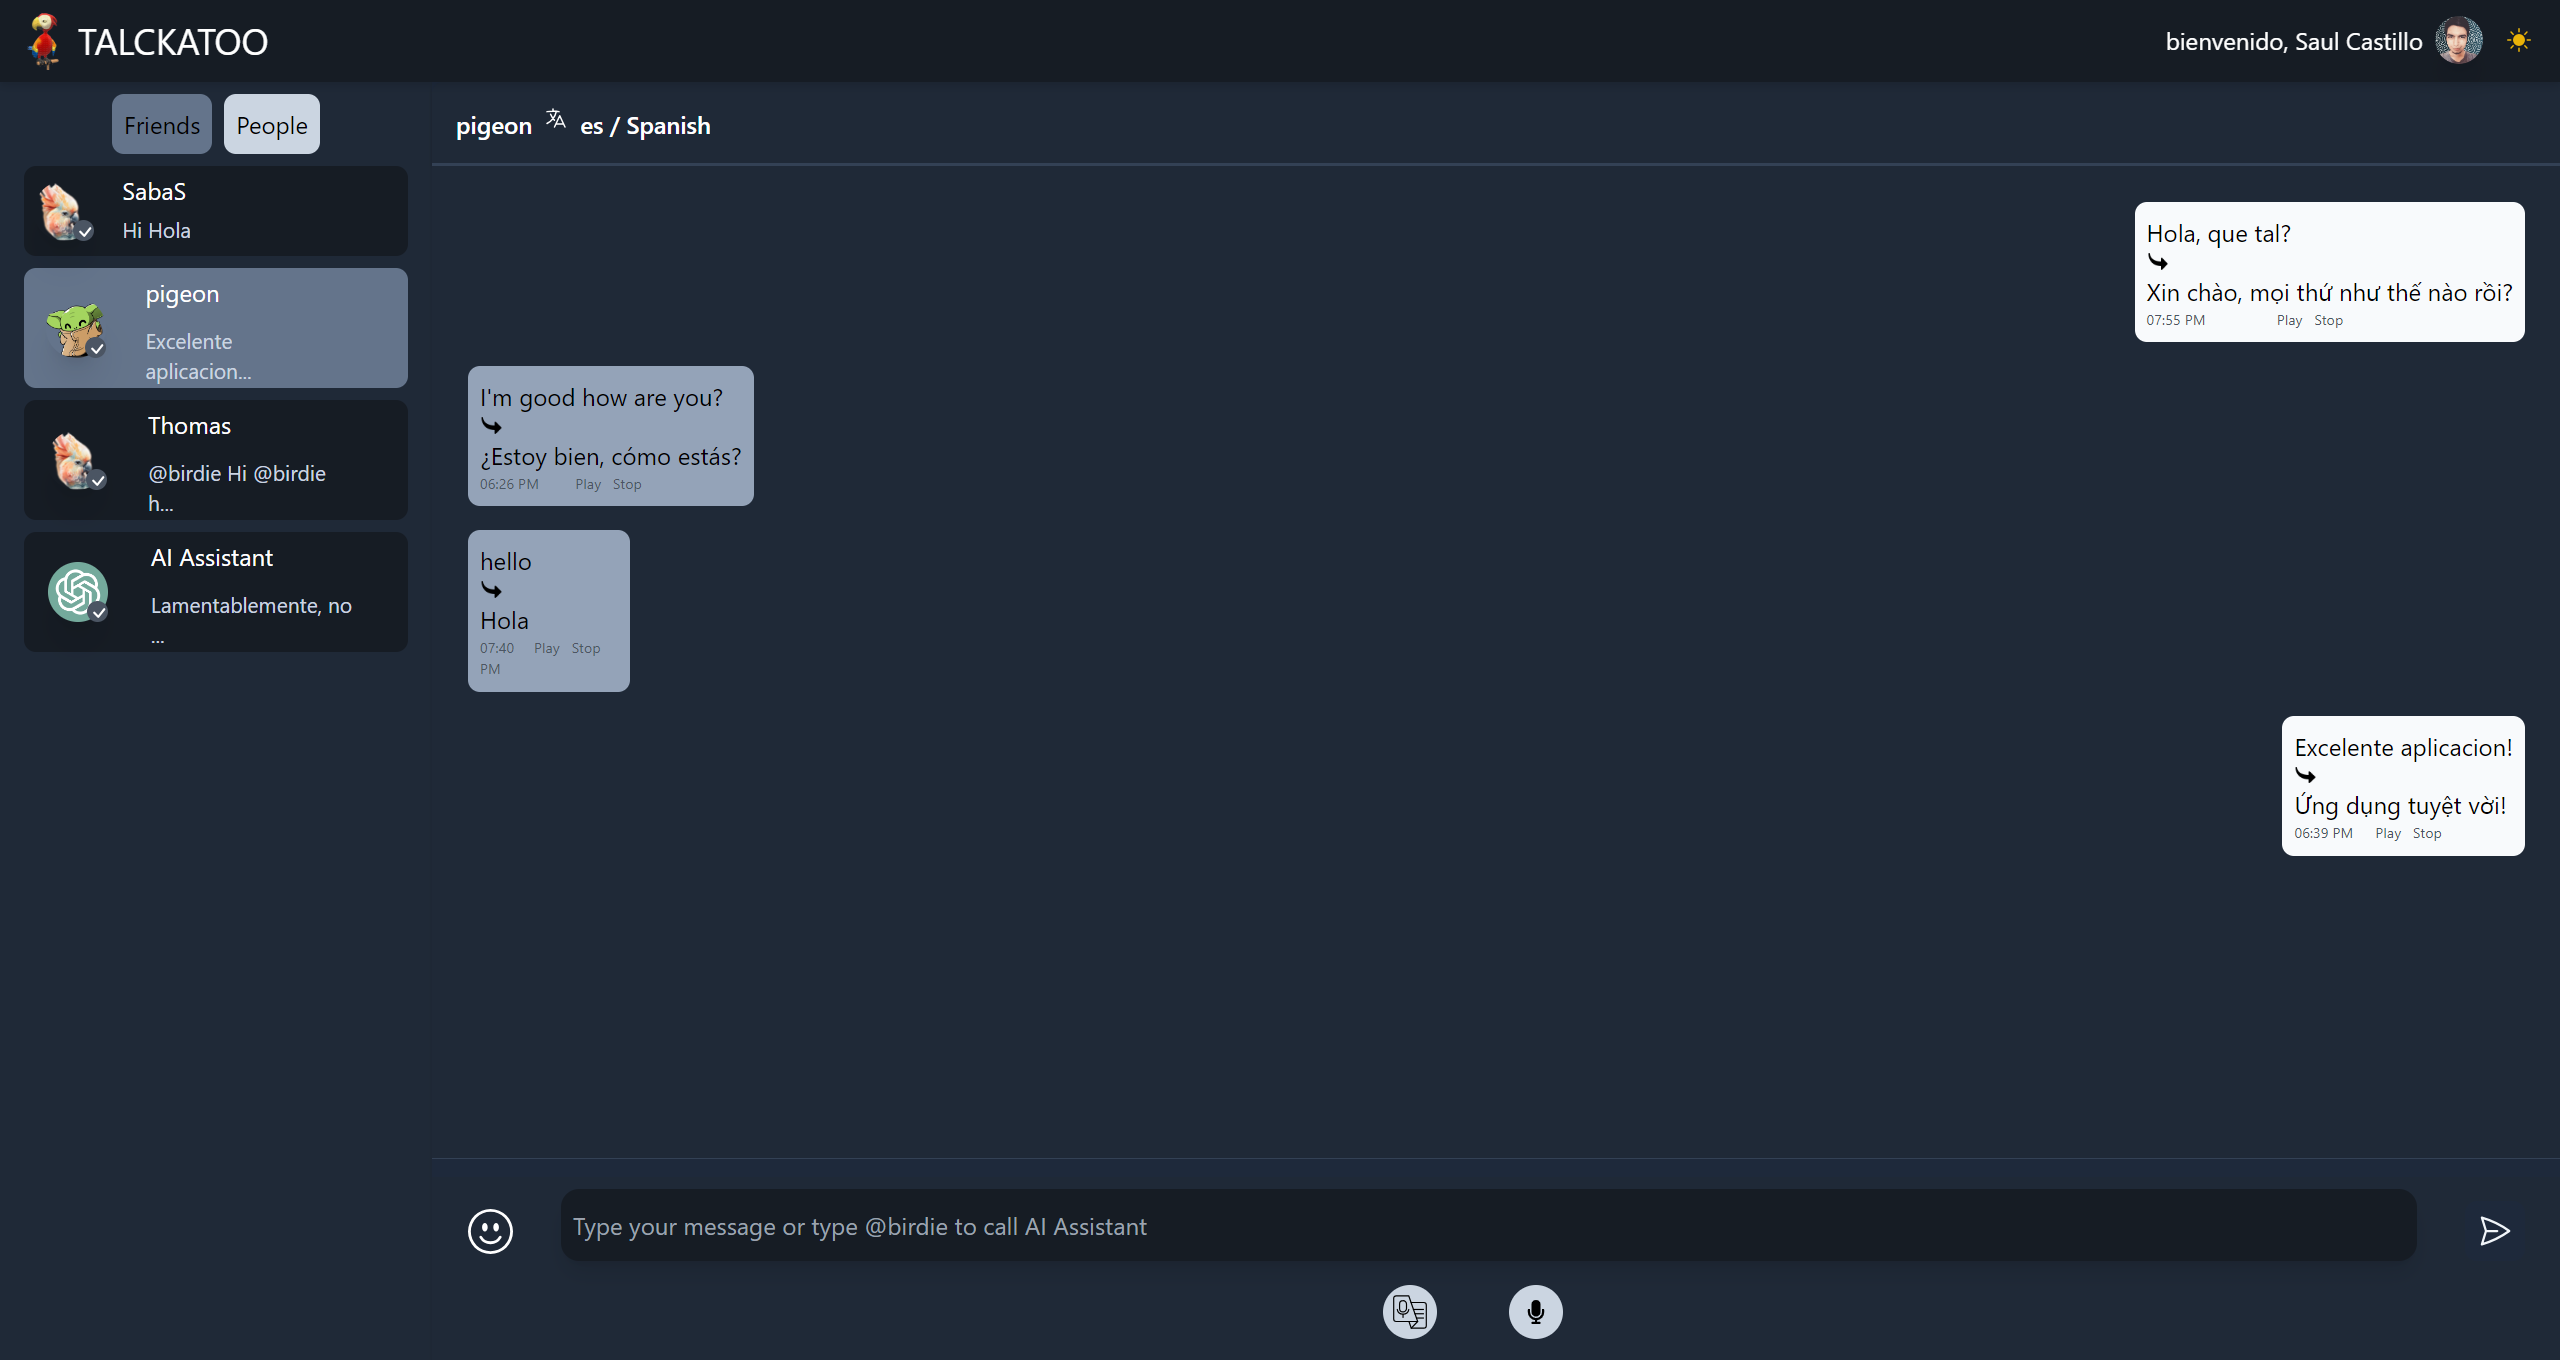 TALCKATOO
bienvenido, Saul Castillo
Friends People
SabaS
Hi Hola
pigeon
Excelente
aplicacion...
Thomas
@birdie Hi @birdie
h...
AI Assistant
Lamentablemente, no
...
pigeon es / Spanish
Hola, que tal?
Xin chào, mọi thứ như thế nào rồi?
07:55 PM Play Stop
I'm good how are you?
¿Estoy bien, cómo estás?
06:26 PM Play Stop
hello
Hola
07:40 Play Stop
PM
Excelente aplicacion!
Ứng dụng tuyệt vời!
06:39 PM Play Stop
Type your message or type @birdie to call AI Assistant